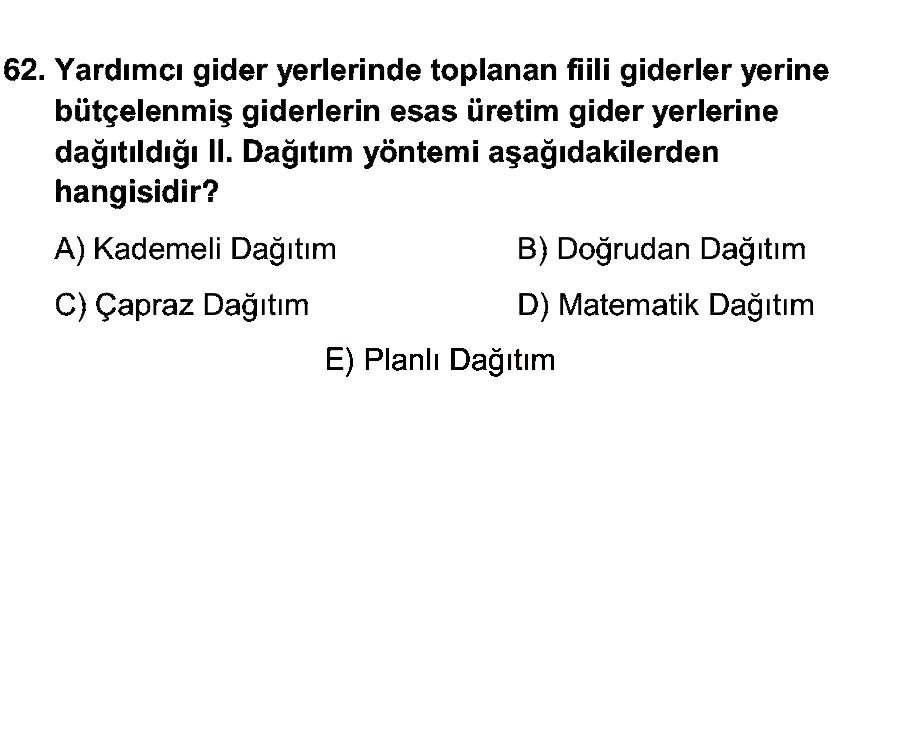 62. Yardımcı gider yerlerinde toplanan fiili giderler yerine
bütçelenmiş giderlerin esas üretim gider yerlerine
dağıtıldığı II. Dağıtım yöntemi aşağıdakilerden
hangisidir?
A) Kademeli Dağıtım
B) Doğrudan Dağıtım
C) Çapraz Dağıtım
D) Matematik Dağıtım
E) Planlı Dağıtım